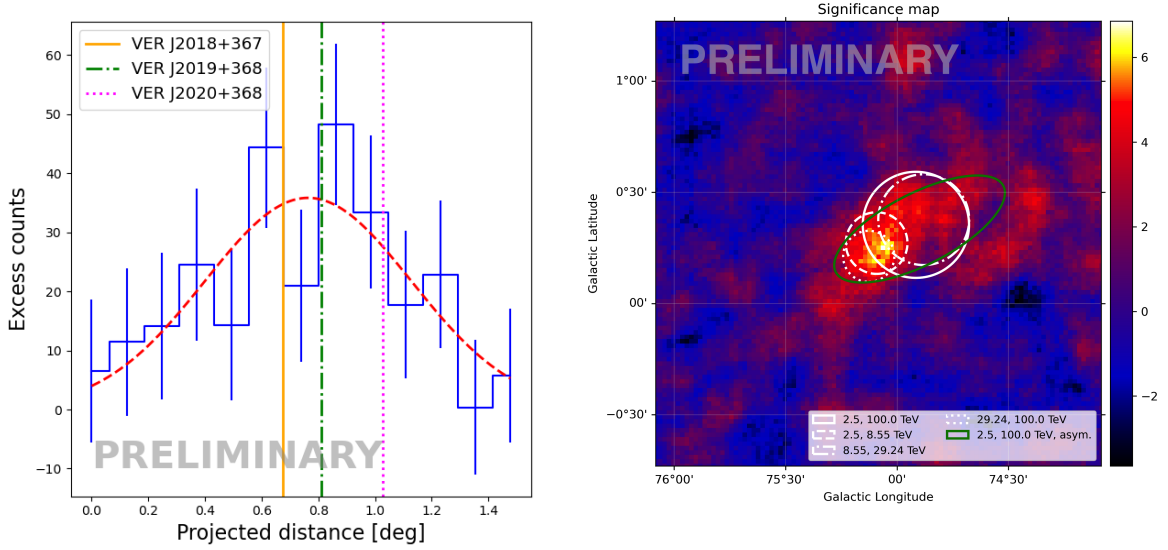 VER J2018+367
VER J2019+368
VER J2020+368
60
50
40
30
20
10
0
−10
PRELIMINARY
0.0 0.2 0.4 0.6 0.8 1.0 1.2 1.4
Projected distance [deg]
Excess counts
Significance map
PRELIMINARY
1°00'
0°30'
00'
−0°30'
Galactic Latitude
2.5, 100.0 TeV
2.5, 8.55 TeV
8.55, 29.24 TeV
29.24, 100.0 TeV
2.5, 100.0 TeV, asym.
76°00' 75°30' 00' 74°30'
Galactic Longitude
6
4
2
0
−2